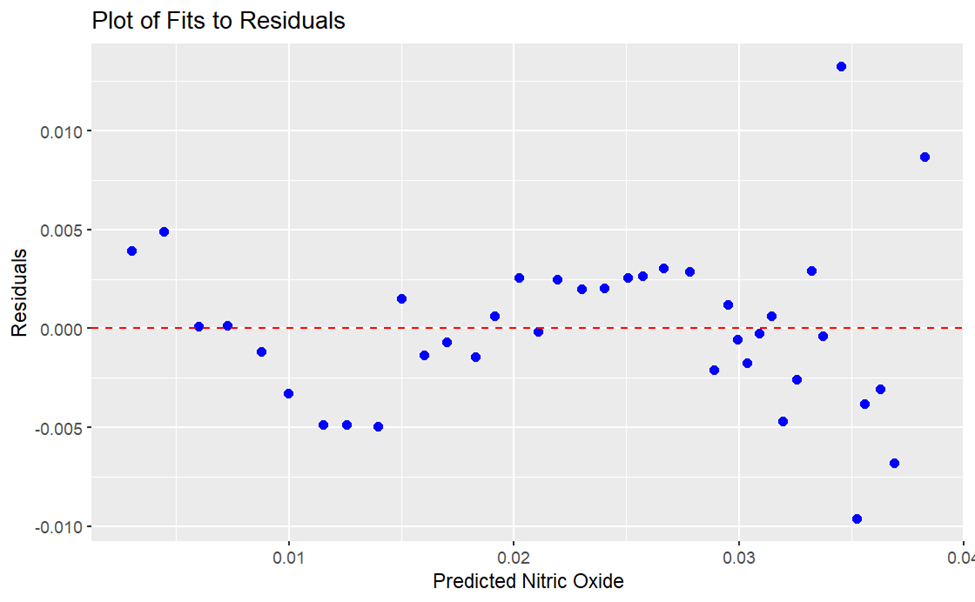 Plot of Fits to Residuals
Residuals
0.010
0.005
0.000
-0.005
-0.010
0.01 0.02 0.03 0.04
Predicted Nitric Oxide